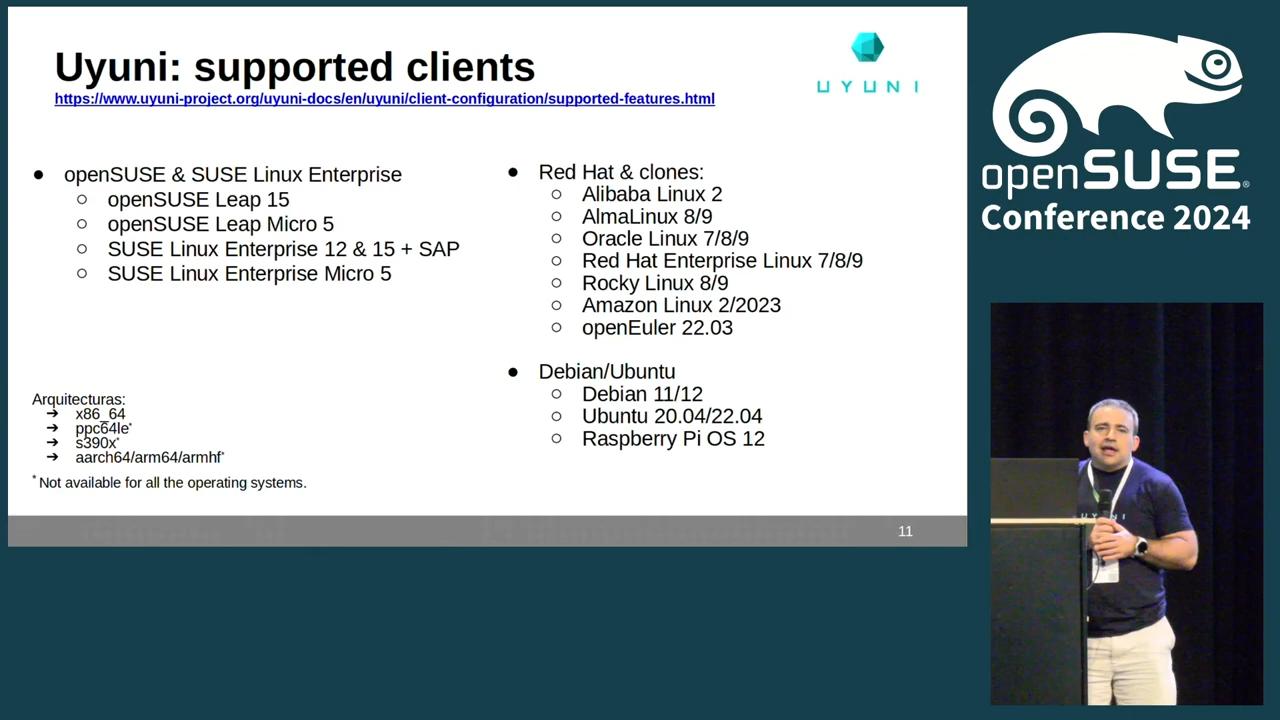 Uyuni: supported clients
https://www.uyuni-project.org/uyuni-docs/en/uyuni/client-configuration/supported-features.html
UYUNI
● openSUSE & SUSE Linux Enterprise
○ openSUSE Leap 15
○ openSUSE Leap Micro 5
○ SUSE Linux Enterprise 12 & 15 + SAP
○ SUSE Linux Enterprise Micro 5
Arquitecturas:
➔ x86_64
➔ ppc64le*
➔ s390x*
➔ aarch64/arm64/armhf*
* Not available for all the operating systems.
● Red Hat & clones:
○ Alibaba Linux 2
○ AlmaLinux 8/9
○ Oracle Linux 7/8/9
○ Red Hat Enterprise Linux 7/8/9
○ Rocky Linux 8/9
○ Amazon Linux 2/2023
○ openEuler 22.03
● Debian/Ubuntu
○ Debian 11/12
○ Ubuntu 20.04/22.04
○ Raspberry Pi OS 12
11
openSUSE®
Conference 2024
UYUNI